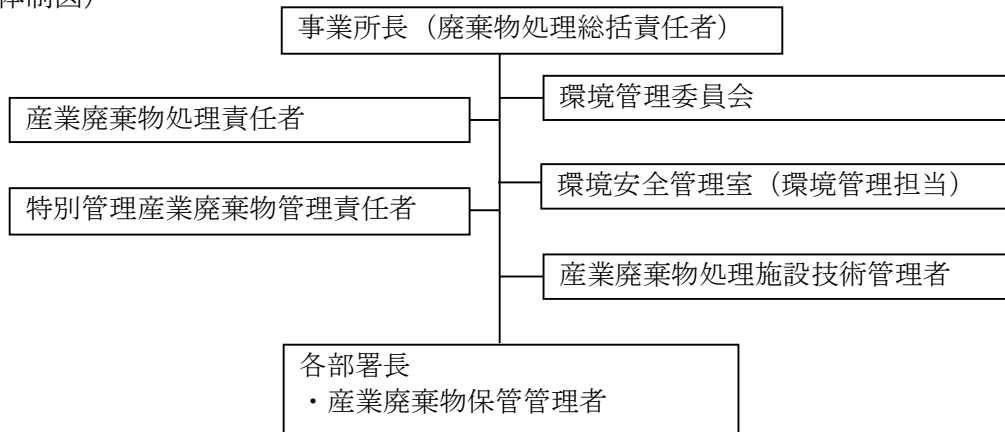 体制図）
事業所長（廃棄物処理総括責任者）
環境管理委員会
産業廃棄物処理責任者
環境安全管理室（環境管理担当）
特別管理産業廃棄物管理責任者
産業廃棄物処理施設技術管理者
各部署長
・産業廃棄物保管管理者